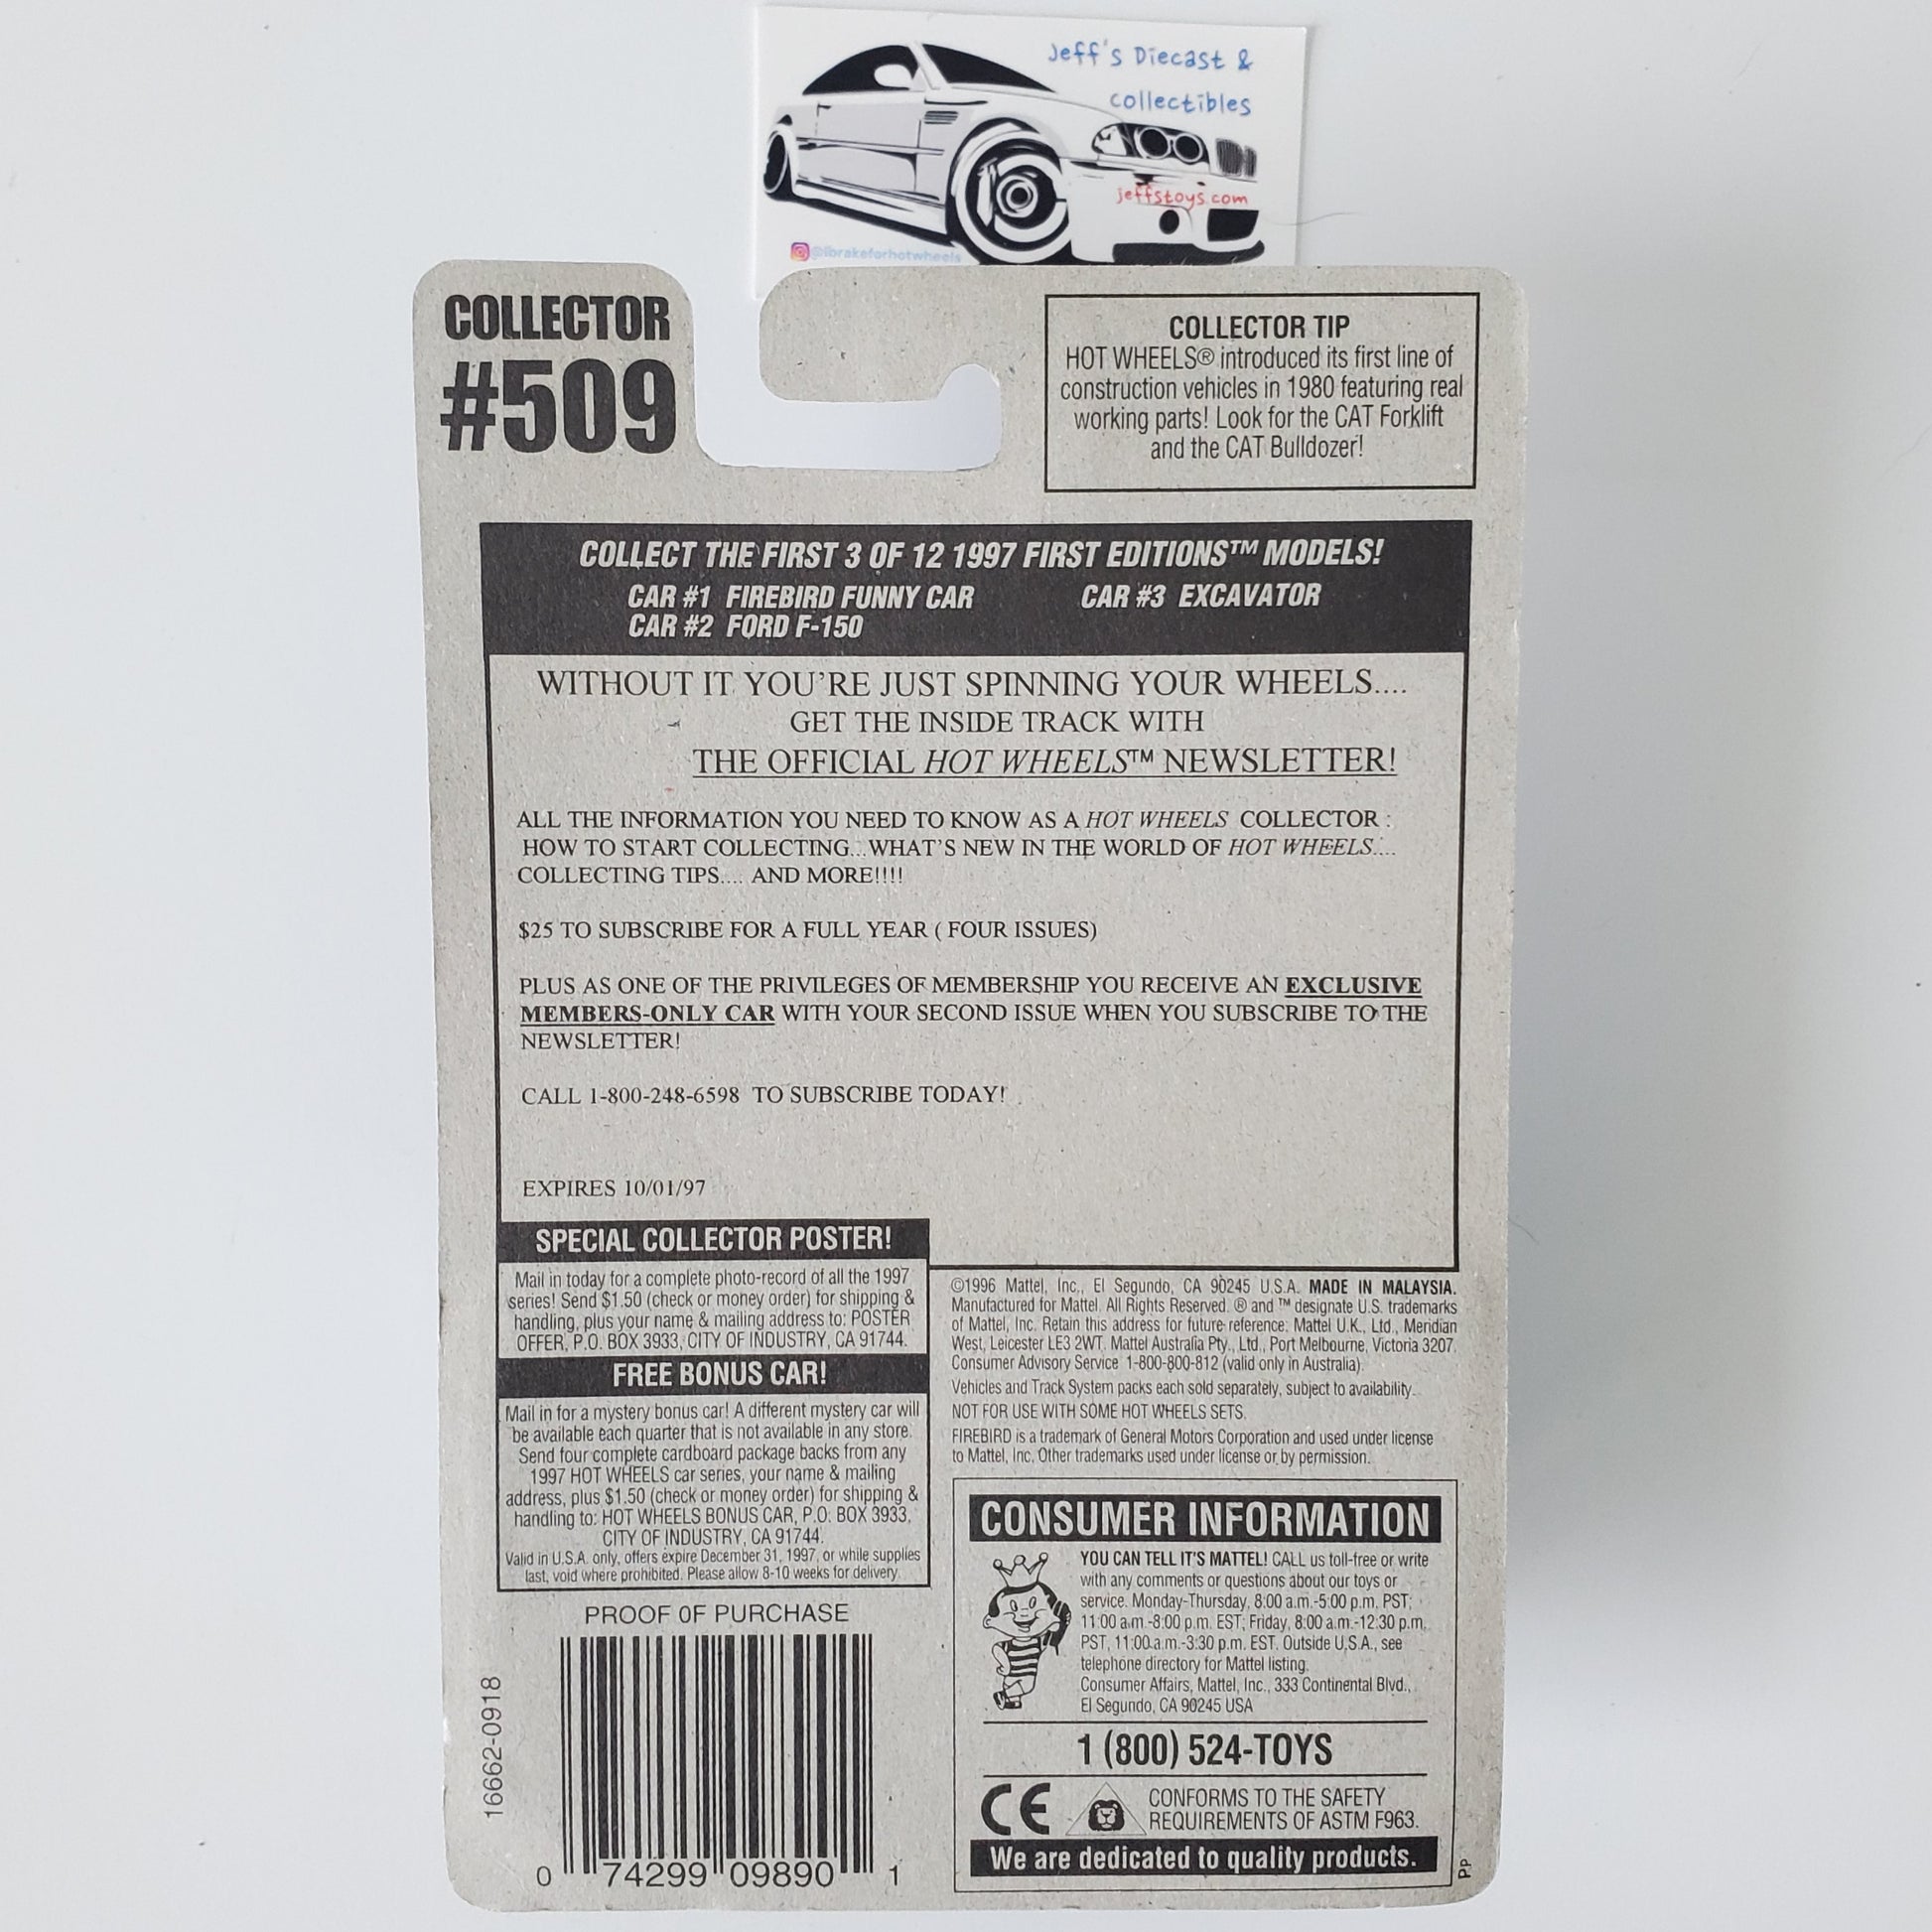 Jeff's Diecast &
collectibles
jeffstoys.com
@ibrakeforhotwheels
COLLECTOR
#509
COLLECTOR TIP
HOT WHEELS® introduced its first line of
construction vehicles in 1980 featuring real
working parts! Look for the CAT Forklift
and the CAT Bulldozer!
COLLECT THE FIRST 3 OF 12 1997 FIRST EDITIONS™ MODELS!
CAR #1 FIREBIRD FUNNY CAR CAR #3 EXCAVATOR
CAR #2 FORD F-150
WITHOUT IT YOU'RE JUST SPINNING YOUR WHEELS....
GET THE INSIDE TRACK WITH
THE OFFICIAL HOT WHEELS™ NEWSLETTER!
ALL THE INFORMATION YOU NEED TO KNOW AS A HOT WHEELS COLLECTOR :
HOW TO START COLLECTING...WHAT'S NEW IN THE WORLD OF HOT WHEELS....
COLLECTING TIPS.... AND MORE!!!!
$25 TO SUBSCRIBE FOR A FULL YEAR ( FOUR ISSUES)
PLUS AS ONE OF THE PRIVILEGES OF MEMBERSHIP YOU RECEIVE AN EXCLUSIVE
MEMBERS-ONLY CAR WITH YOUR SECOND ISSUE WHEN YOU SUBSCRIBE TO THE
NEWSLETTER!
CALL 1-800-248-6598 TO SUBSCRIBE TODAY!
EXPIRES 10/01/97
SPECIAL COLLECTOR POSTER!
Mail in today for a complete photo-record of all the 1997
series! Send $1.50 (check or money order) for shipping &
handling, plus your name & mailing address to: POSTER
OFFER, P.O. BOX 3933, CITY OF INDUSTRY, CA 91744.
FREE BONUS CAR!
Mail in for a mystery bonus car! A different mystery car will
be available each quarter that is not available in any store.
Send four complete cardboard package backs from any
1997 HOT WHEELS car series, your name & mailing
address, plus $1.50 (check or money order) for shipping &
handling to: HOT WHEELS BONUS CAR, P.O. BOX 3933,
CITY OF INDUSTRY, CA 91744.
Valid in U.S.A. only, offers expire December 31, 1997, or while supplies
last, void where prohibited. Please allow 8-10 weeks for delivery.
PROOF OF PURCHASE
16662-0918
0 74299 09890 1
©1996 Mattel, Inc., El Segundo, CA 90245 U.S.A. MADE IN MALAYSIA.
Manufactured for Mattel. All Rights Reserved. ® and ™ designate U.S. trademarks
of Mattel, Inc. Retain this address for future reference: Mattel U.K., Ltd., Meridian
West, Leicester LE3 2WT. Mattel Australia Pty., Ltd., Port Melbourne, Victoria 3207.
Consumer Advisory Service 1-800-800-812 (valid only in Australia).
Vehicles and Track System packs each sold separately, subject to availability.
NOT FOR USE WITH SOME HOT WHEELS SETS.
FIREBIRD is a trademark of General Motors Corporation and used under license
to Mattel, Inc. Other trademarks used under license or by permission.
CONSUMER INFORMATION
YOU CAN TELL IT'S MATTEL! CALL us toll-free or write
with any comments or questions about our toys or
service. Monday-Thursday, 8:00 a.m.-5:00 p.m. PST;
11:00 a.m.-8:00 p.m. EST; Friday, 8:00 a.m.-12:30 p.m.
PST, 11:00 a.m.-3:30 p.m. EST. Outside U.S.A., see
telephone directory for Mattel listing.
Consumer Affairs, Mattel, Inc., 333 Continental Blvd.,
El Segundo, CA 90245 USA
1 (800) 524-TOYS
CE
CONFORMS TO THE SAFETY
REQUIREMENTS OF ASTM F963.
We are dedicated to quality products.
PP